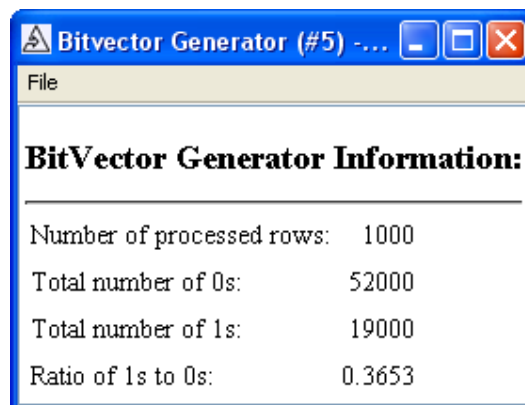 Bitvector Generator (#5) -...
File
BitVector Generator Information:
Number of processed rows: 1000
Total number of 0s: 52000
Total number of 1s: 19000
Ratio of 1s to 0s: 0.3653